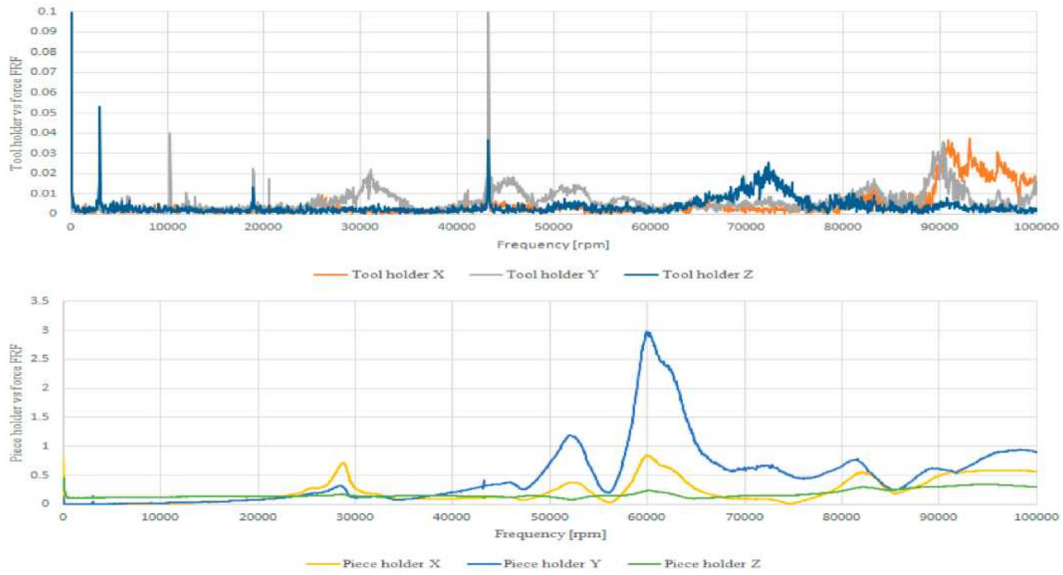 Tool holder vs force FRF
0.1
0.09
0.08
0.07
0.06
0.05
0.04
0.03
0.02
0.01
0
0 10000 20000 30000 40000 50000 60000 70000 80000 90000 100000
Frequency [rpm]
Tool holder X Tool holder Y Tool holder Z
Piece holder vs force FRF
3.5
3
2.5
2
1.5
1
0.5
0
0 10000 20000 30000 40000 50000 60000 70000 80000 90000 100000
Frequency [rpm]
Piece holder X Piece holder Y Piece holder Z